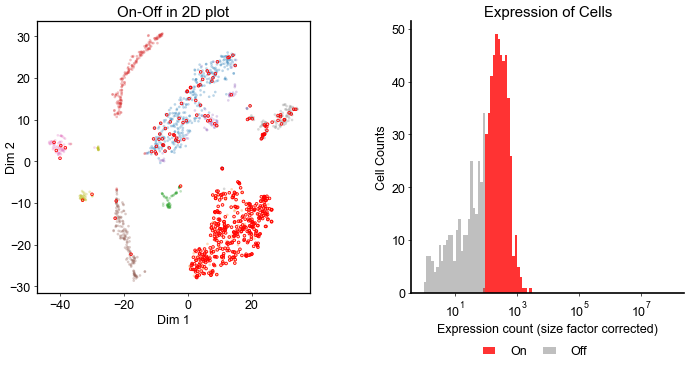 On-Off in 2D plot
30
20
10
0
−10
−20
−30
Dim 2
−40
−20
0
20
Dim 1
Expression of Cells
50
40
30
20
10
0
Cell Counts
10^1
10^3
10^5
10^7
Expression count (size factor corrected)
On
Off